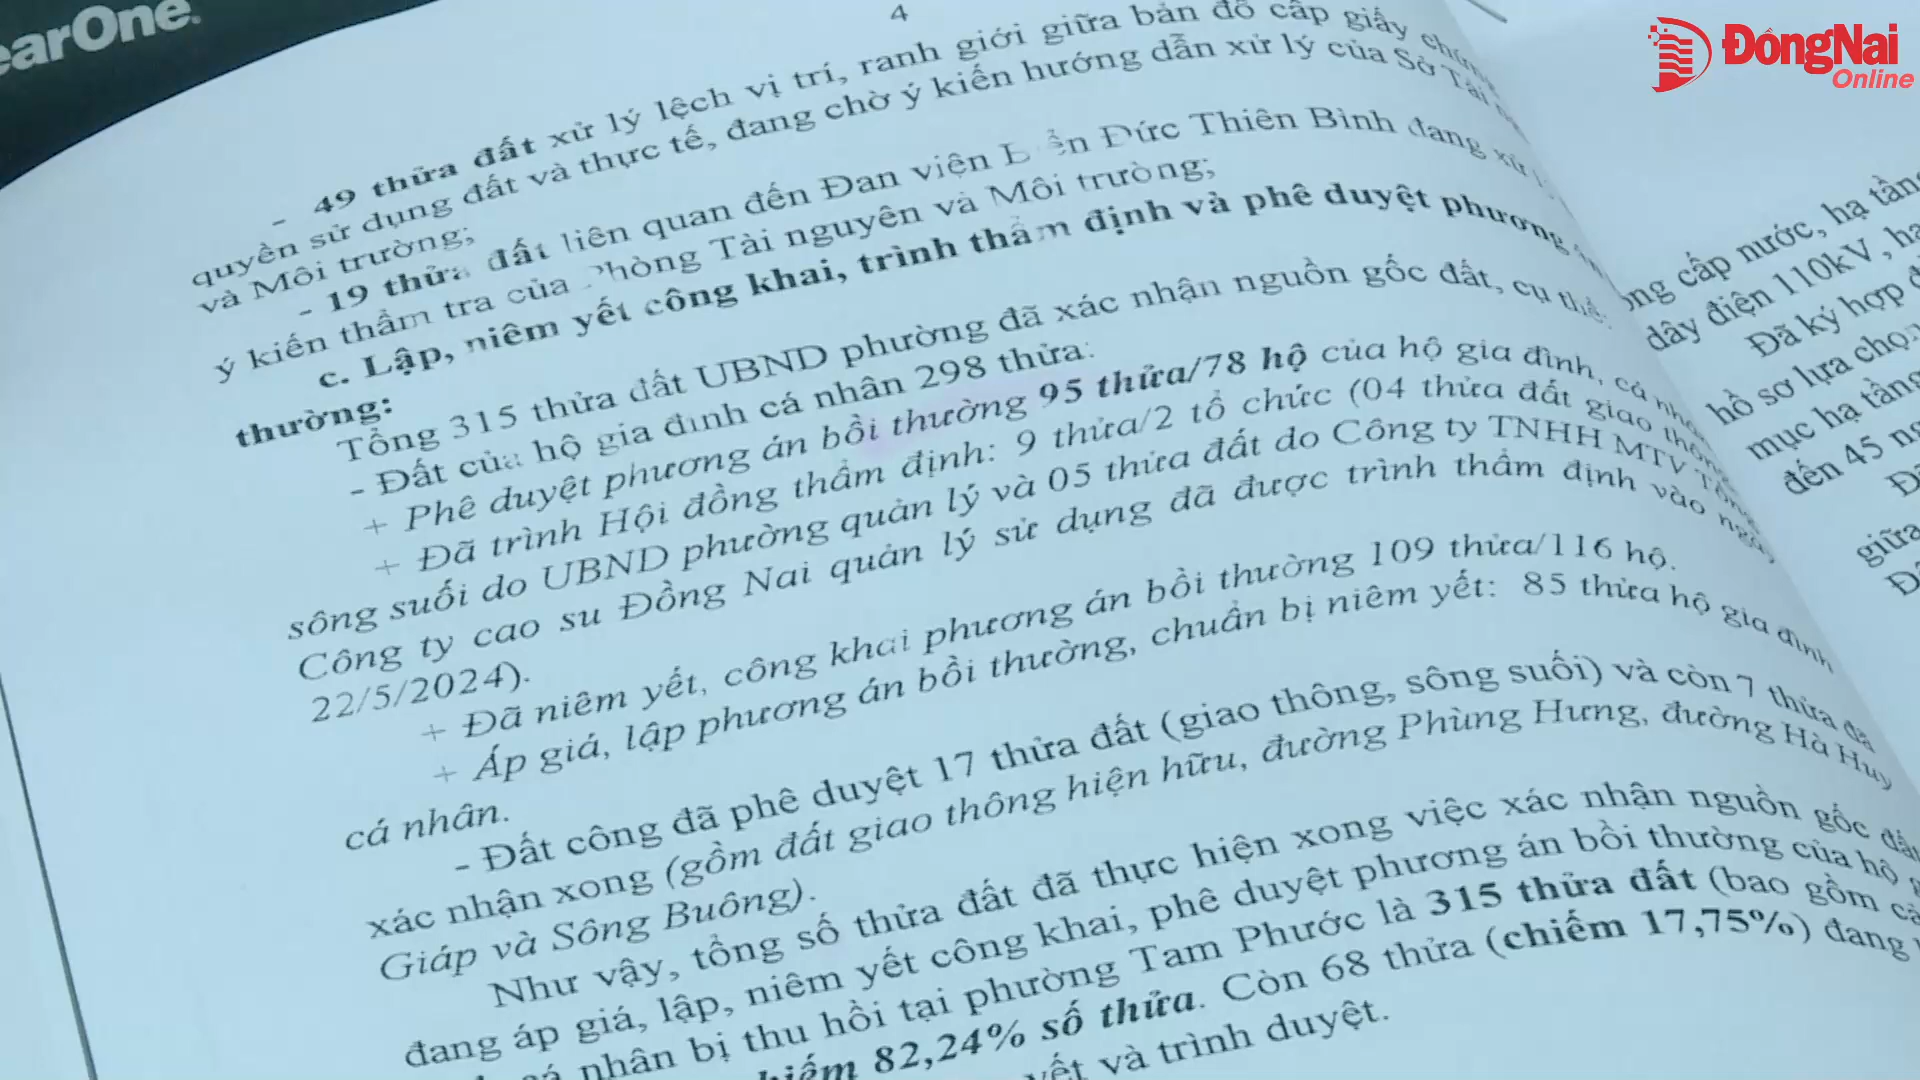 earOne
ĐồngNai
Online
4
- 49 thửa đất xử lý lệch vị trí, ranh giới giữa bản đồ cấp giấy
quyền sử dụng đất và thực tế, đang chờ ý kiến hướng dẫn xử lý của Sở Tài
và Môi trường;
- 19 thửa đất liên quan đến Đan viện Đức Thiên Bình đang xử
ý kiến thẩm tra của Phòng Tài nguyên và Môi trường;
c. Lập, niêm yết công khai, trình thẩm định và phê duyệt phương
thường:
Tổng 315 thửa đất UBND phường đã xác nhận nguồn gốc đất, cụ thể:
- Đất của hộ gia đình cá nhân 298 thửa:
+ Phê duyệt phương án bồi thường 95 thửa/78 hộ của hộ gia đình, cá
+ Đã trình Hội đồng thẩm định: 9 thửa/2 tổ chức (04 thửa đất giao thông
sông suối do UBND phường quản lý và 05 thửa đất do Công ty TNHH MTV Tổng
Công ty cao su Đồng Nai quản lý sử dụng đã được trình thẩm định vào ngày
22/5/2024).
+ Đã niêm yết, công khai phương án bồi thường 109 thửa/116 hộ.
+ Áp giá, lập phương án bồi thường, chuẩn bị niêm yết: 85 thửa hộ gia đình
cá nhân.
- Đất công đã phê duyệt 17 thửa đất (giao thông, sông suối) và còn 7 thửa đã
xác nhận xong (gồm đất giao thông hiện hữu, đường Phùng Hưng, đường Hà Huy
Giáp và Sông Buông).
Như vậy, tổng số thửa đất đã thực hiện xong việc xác nhận nguồn gốc đất
đang áp giá, lập, niêm yết công khai, phê duyệt phương án bồi thường của hộ
nhân bị thu hồi tại phường Tam Phước là 315 thửa đất (bao gồm cả
82,24% số thửa. Còn 68 thửa (chiếm 17,75%) đang
và trình duyệt.
cấp nước, hạ tầng
dây điện 110kV,
Đã ký hợp
hồ sơ lựa chọn
mục hạ tầng
đến 45
giữa